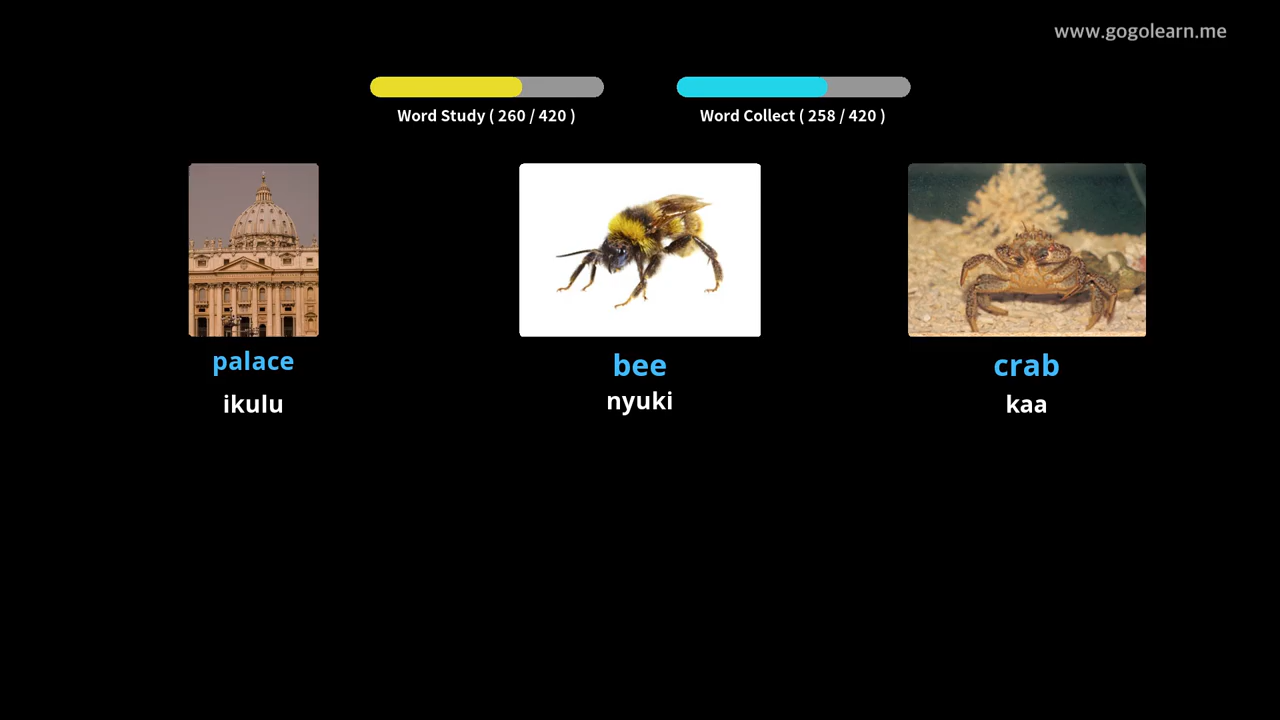 www.gogolearn.me
Word Study ( 260 / 420 )
Word Collect ( 258 / 420 )
palace
ikulu
bee
nyuki
crab
kaa